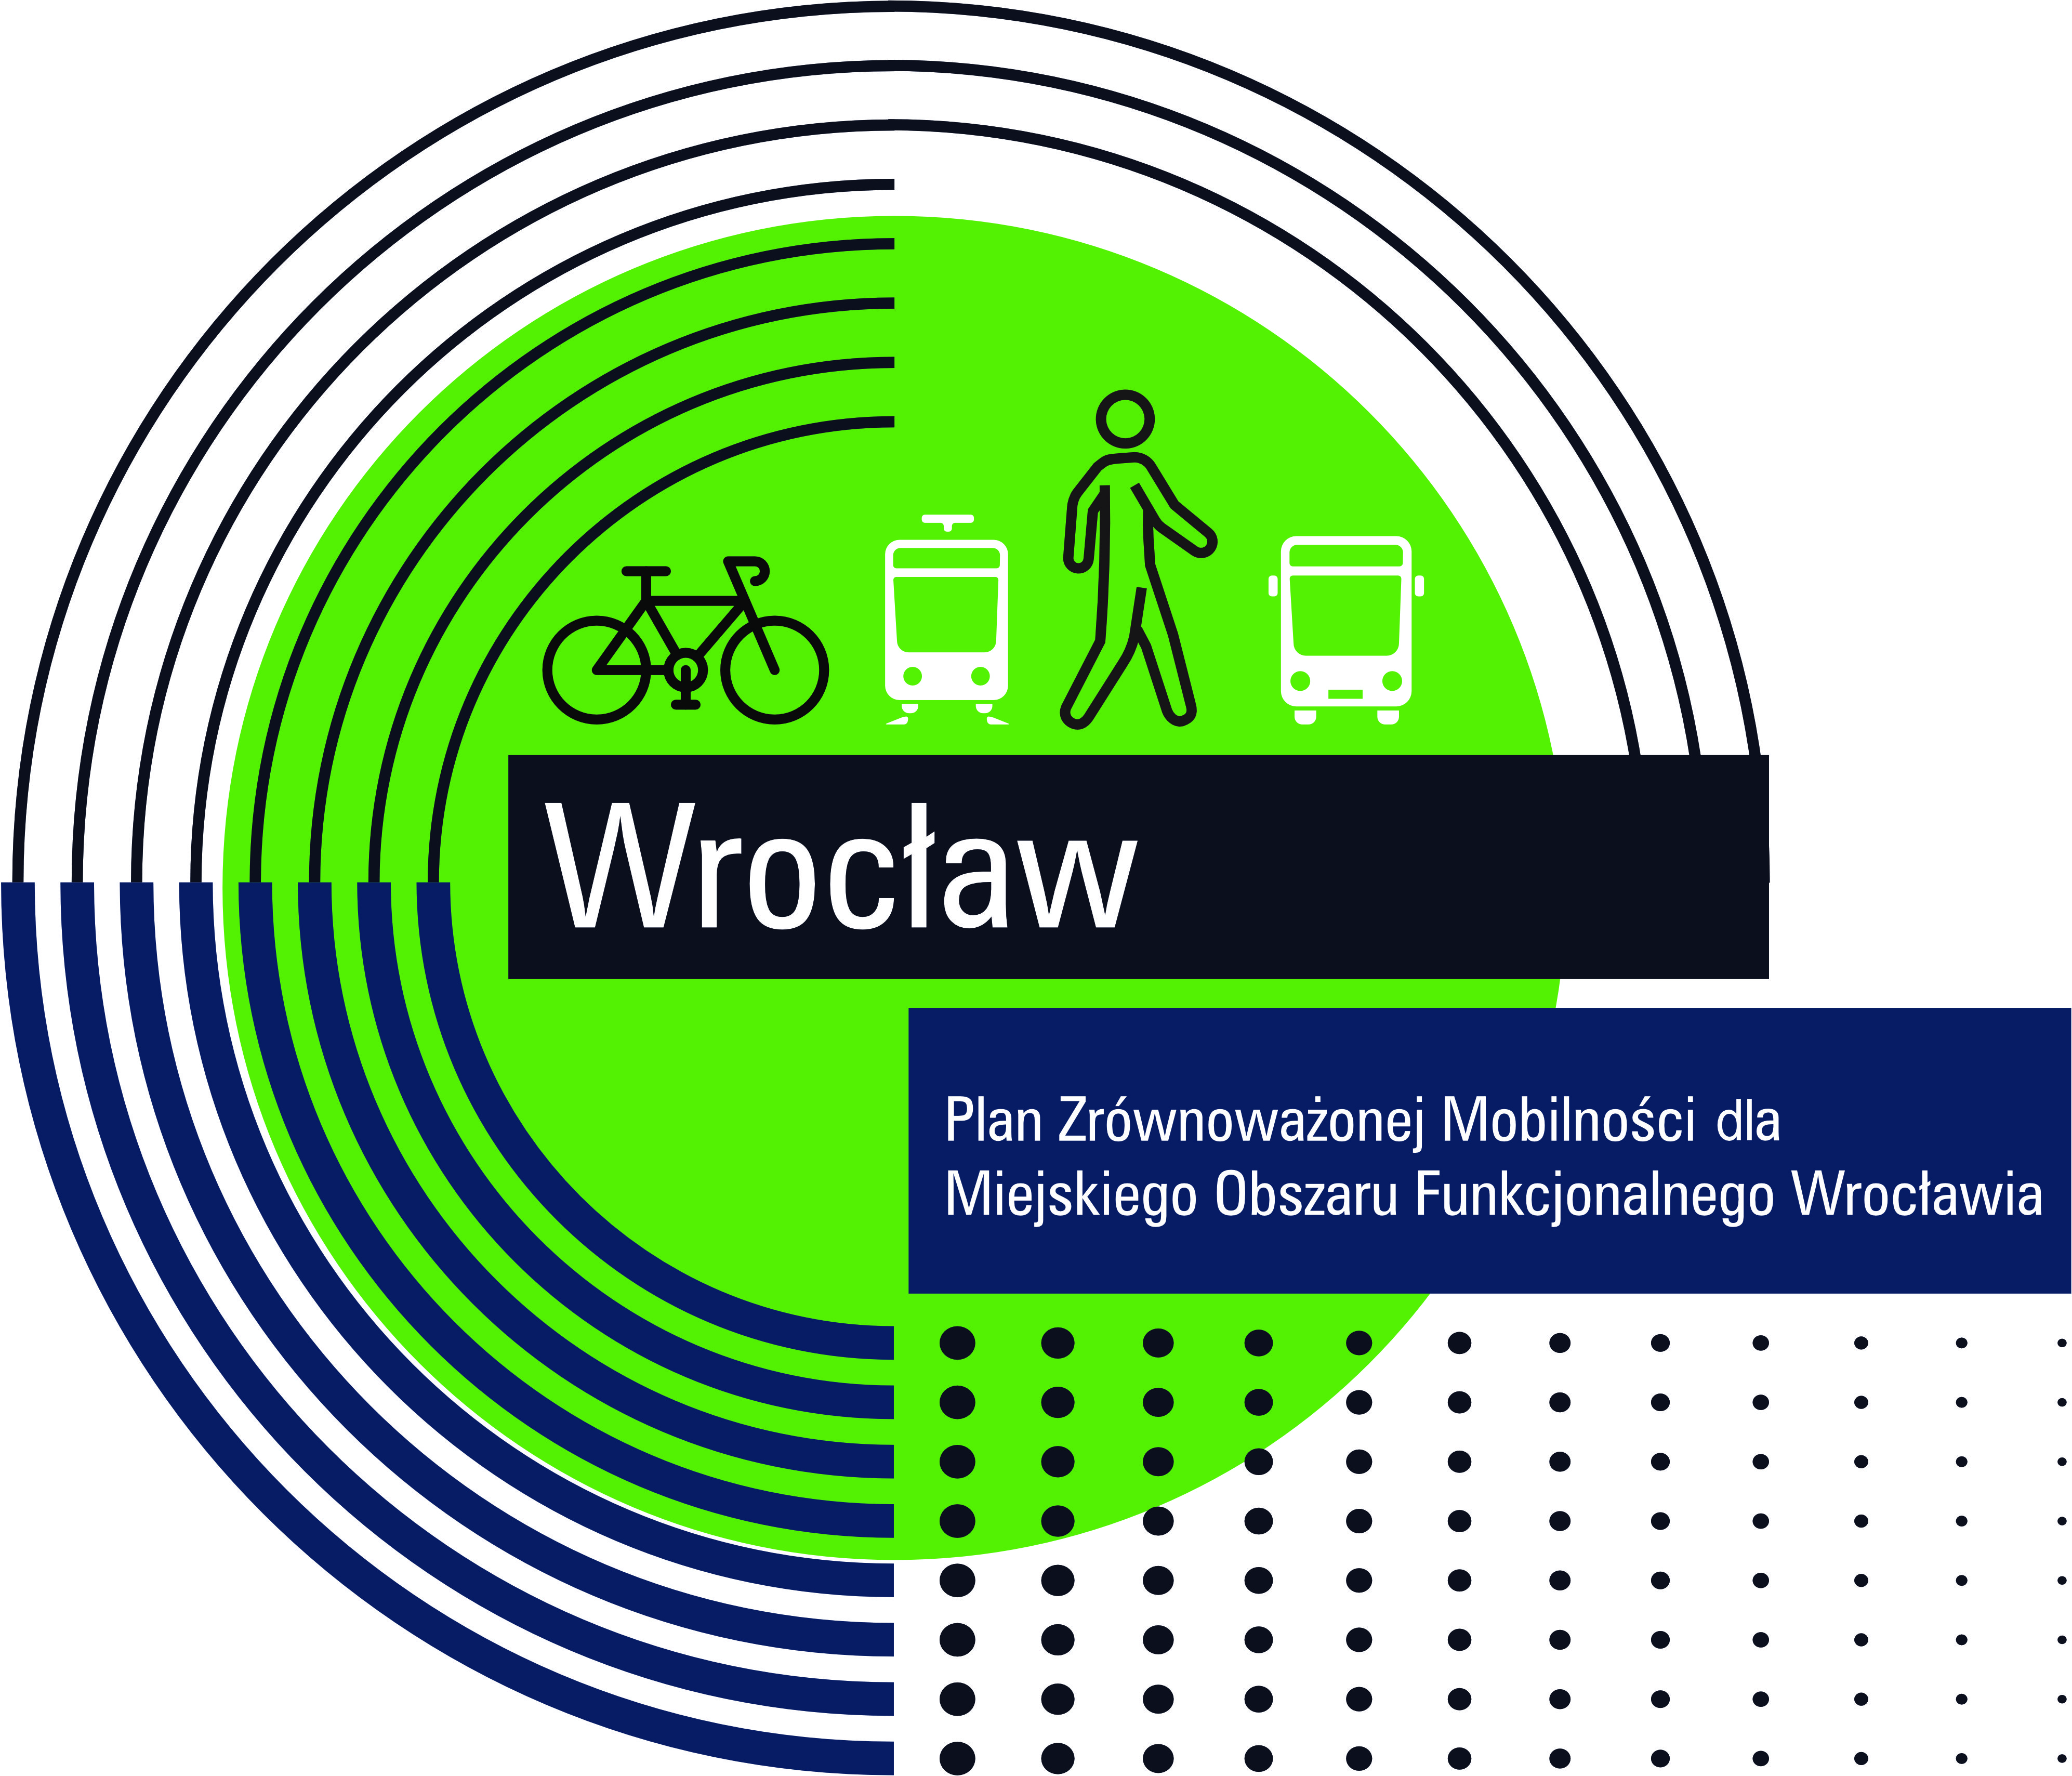 Wrocław
Plan Zrównoważonej Mobilności dla
Miejskiego Obszaru Funkcjonalnego Wrocławia